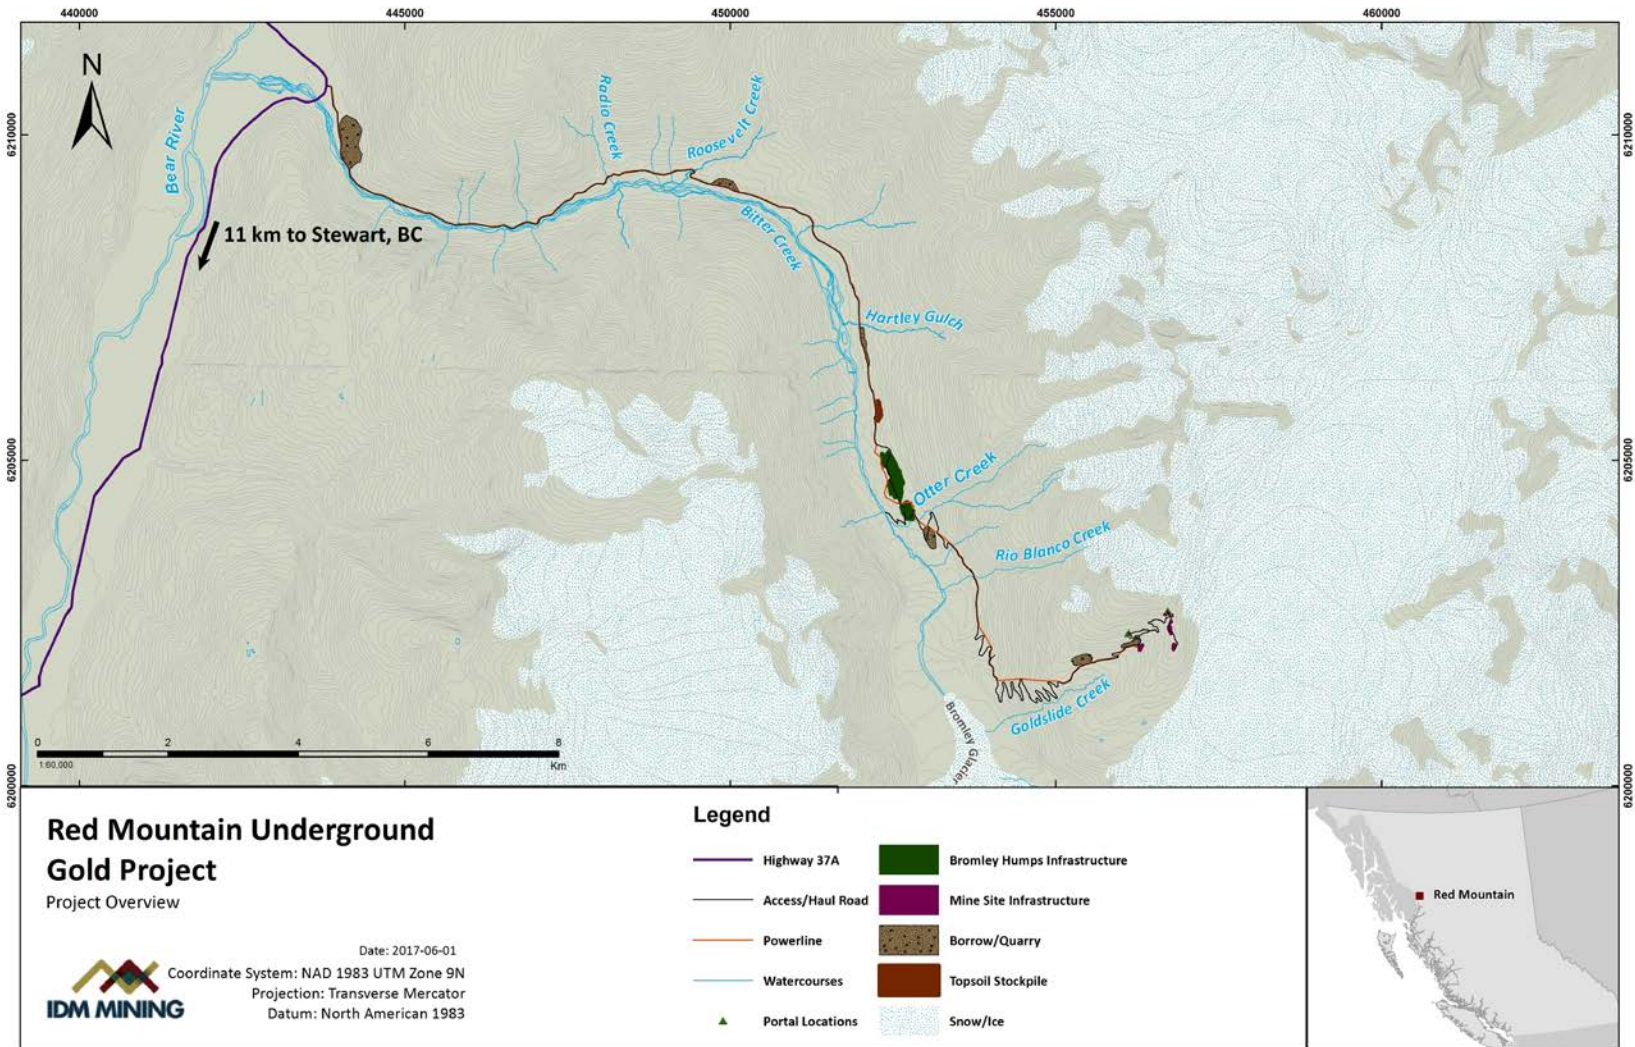 440000
445000
450000
455000
460000
N
6210000
6210000
Bear River
Radio Creek
Roosevelt Creek
Bitter Creek
11 km to Stewart, BC
Hartley Gulch
6205000
6205000
Otter Creek
Rio Blanco Creek
Goldslide Creek
Bromley Glacier
0 2 4 6 8
1:60,000 Km
6200000
6200000
Red Mountain Underground
Gold Project
Project Overview
Date: 2017-06-01
Coordinate System: NAD 1983 UTM Zone 9N
Projection: Transverse Mercator
Datum: North American 1983
IDM MINING
Legend
Highway 37A
Access/Haul Road
Powerline
Watercourses
Portal Locations
Bromley Humps Infrastructure
Mine Site Infrastructure
Borrow/Quarry
Topsoil Stockpile
Snow/Ice
Red Mountain